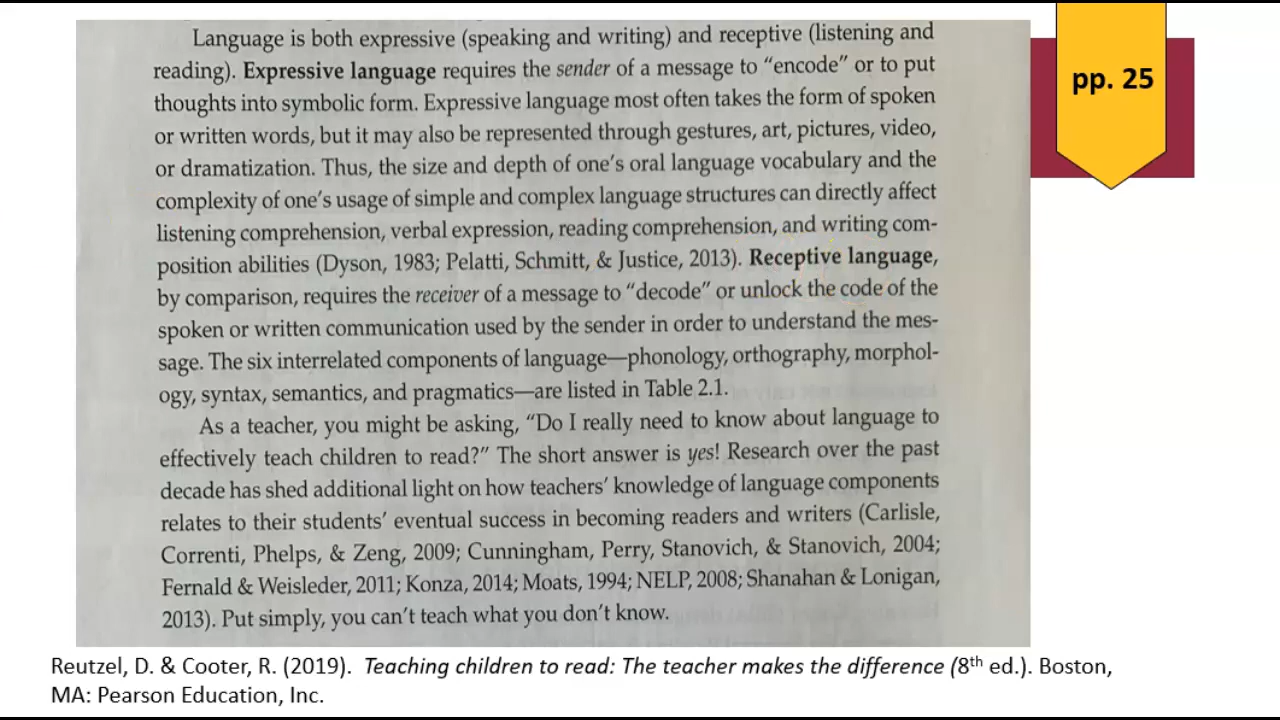 Language is both expressive (speaking and writing) and receptive (listening and
reading). Expressive language requires the sender of a message to “encode” or to put
thoughts into symbolic form. Expressive language most often takes the form of spoken
or written words, but it may also be represented through gestures, art, pictures, video,
or dramatization. Thus, the size and depth of one’s oral language vocabulary and the
complexity of one’s usage of simple and complex language structures can directly affect
listening comprehension, verbal expression, reading comprehension, and writing com-
position abilities (Dyson, 1983; Pelatti, Schmitt, & Justice, 2013). Receptive language,
by comparison, requires the receiver of a message to “decode” or unlock the code of the
spoken or written communication used by the sender in order to understand the mes-
sage. The six interrelated components of language—phonology, orthography, morphol-
ogy, syntax, semantics, and pragmatics—are listed in Table 2.1.
As a teacher, you might be asking, “Do I really need to know about language to
effectively teach children to read?” The short answer is yes! Research over the past
decade has shed additional light on how teachers’ knowledge of language components
relates to their students’ eventual success in becoming readers and writers (Carlisle,
Correnti, Phelps, & Zeng, 2009; Cunningham, Perry, Stanovich, & Stanovich, 2004;
Fernald & Weisleder, 2011; Konza, 2014; Moats, 1994; NELP, 2008; Shanahan & Lonigan,
2013). Put simply, you can’t teach what you don’t know.
pp. 25
Reutzel, D. & Cooter, R. (2019). Teaching children to read: The teacher makes the difference (8th ed.). Boston,
MA: Pearson Education, Inc.